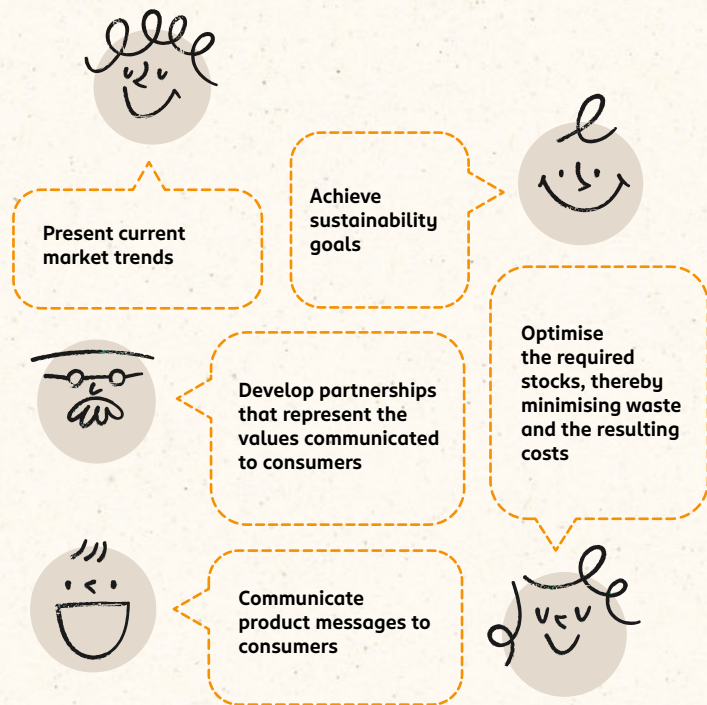 Present current
market trends
Achieve
sustainability
goals
Develop partnerships
that represent the
values communicated
to consumers
Optimise
the required
stocks, thereby
minimising waste
and the resulting
costs
Communicate
product messages to
consumers